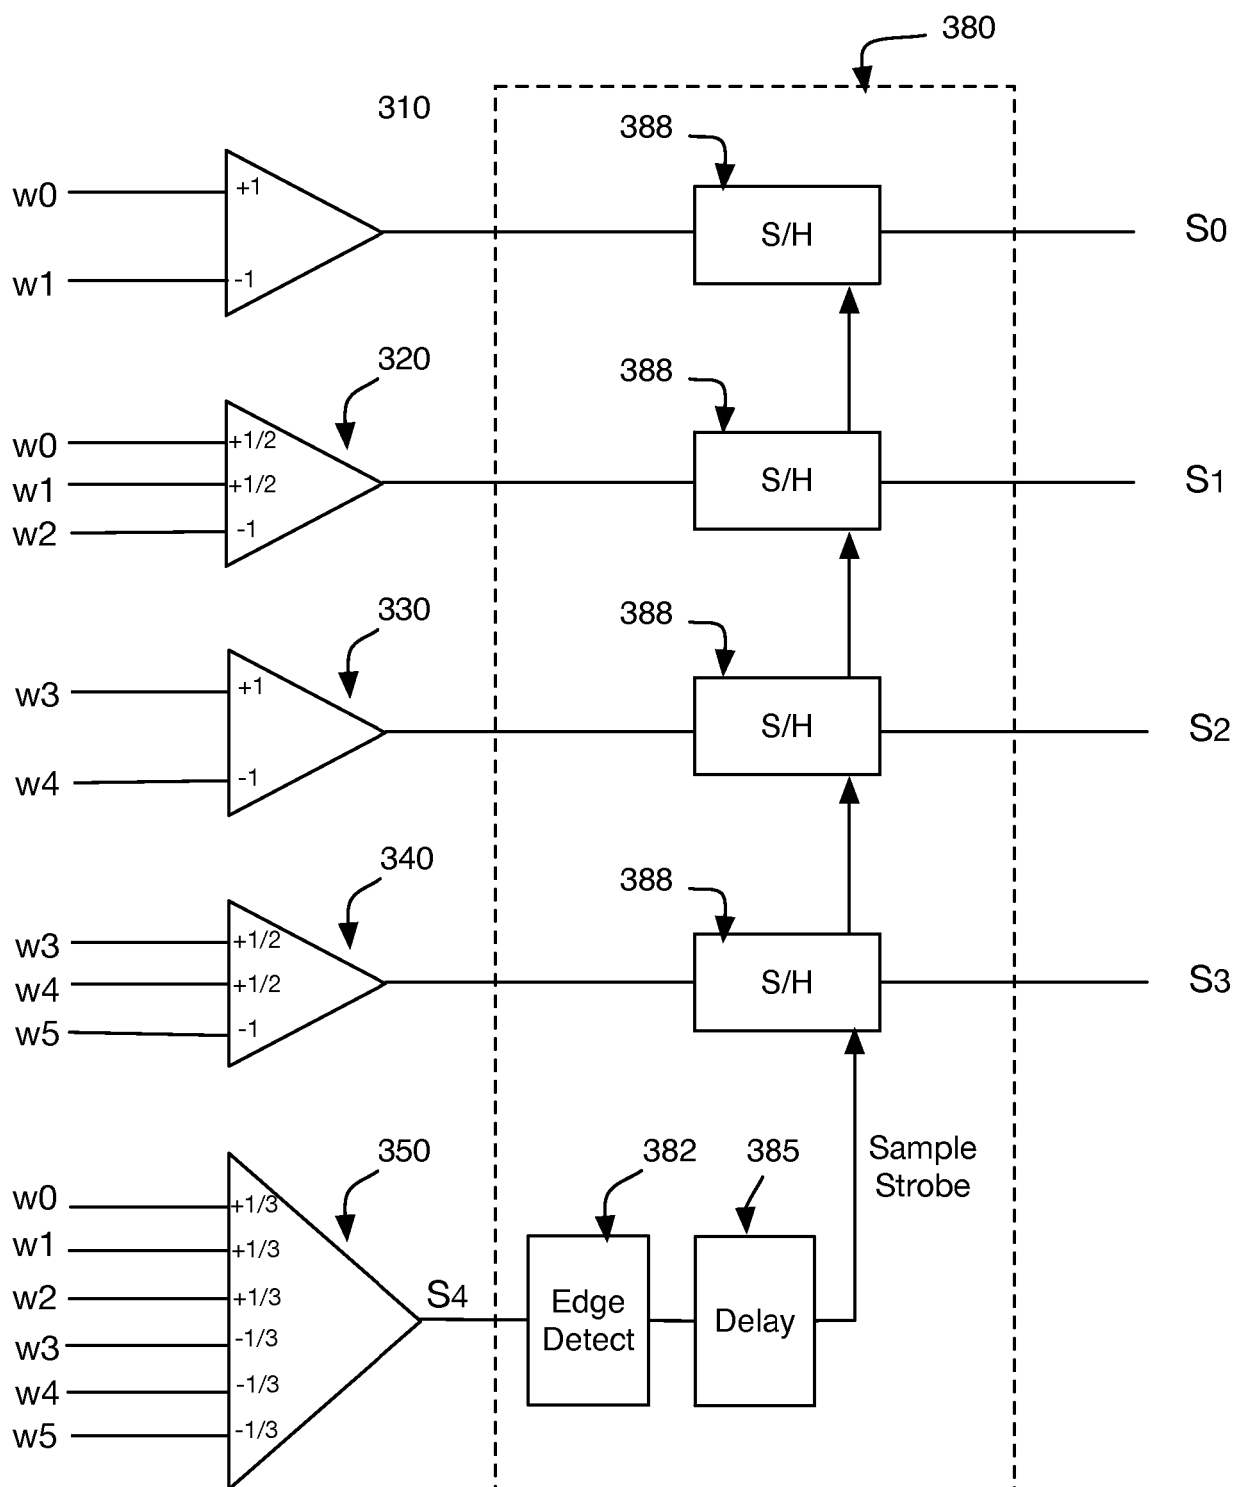 380
310
388
w0
+1
S/H
S0
w1
-1
320
388
w0
+1/2
w1
+1/2
S/H
S1
w2
-1
330
388
w3
+1
S/H
S2
w4
-1
340
388
w3
+1/2
w4
+1/2
S/H
S3
w5
-1
350
382
385
Sample
Strobe
w0
+1/3
w1
+1/3
w2
+1/3
S4
Edge
Detect
Delay
w3
-1/3
w4
-1/3
w5
-1/3